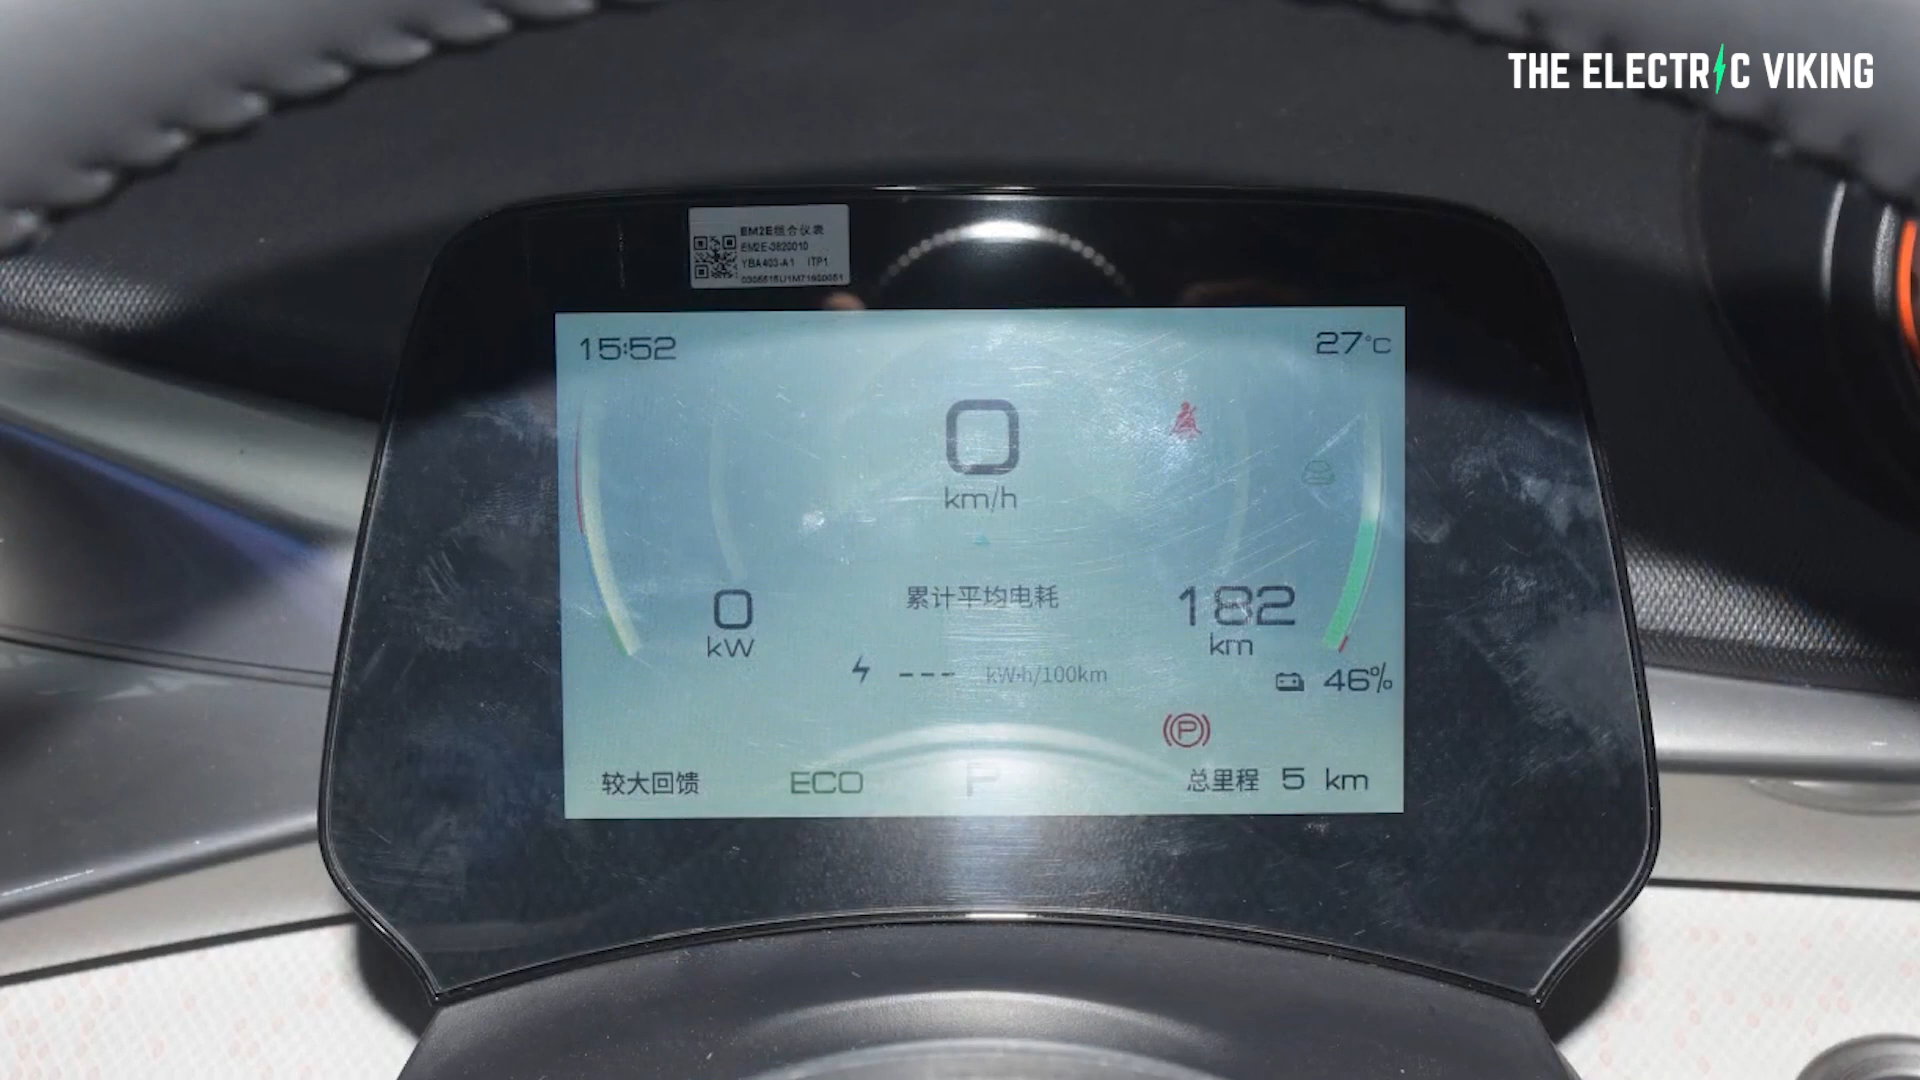 THE ELECTRIC VIKING
EM2E组合仪表
EM2E-3820010
YBA403-A1 ITP1
15:52
27°C
0
km/h
累计平均电耗
0
kW
182
km
--- kW·h/100km
46%
P
较大回馈
ECO
P
总里程 5 km